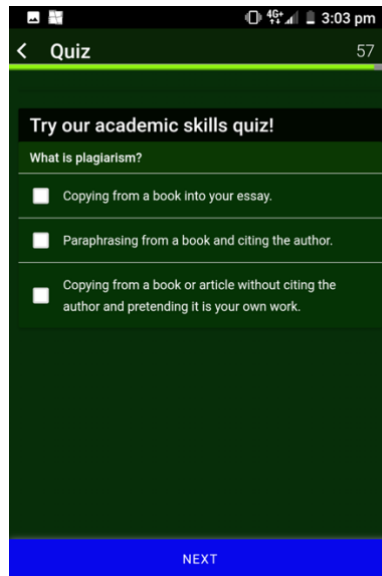 4G+ 3:03 pm
Quiz 57
Try our academic skills quiz!
What is plagiarism?
Copying from a book into your essay.
Paraphrasing from a book and citing the author.
Copying from a book or article without citing the
author and pretending it is your own work.
NEXT